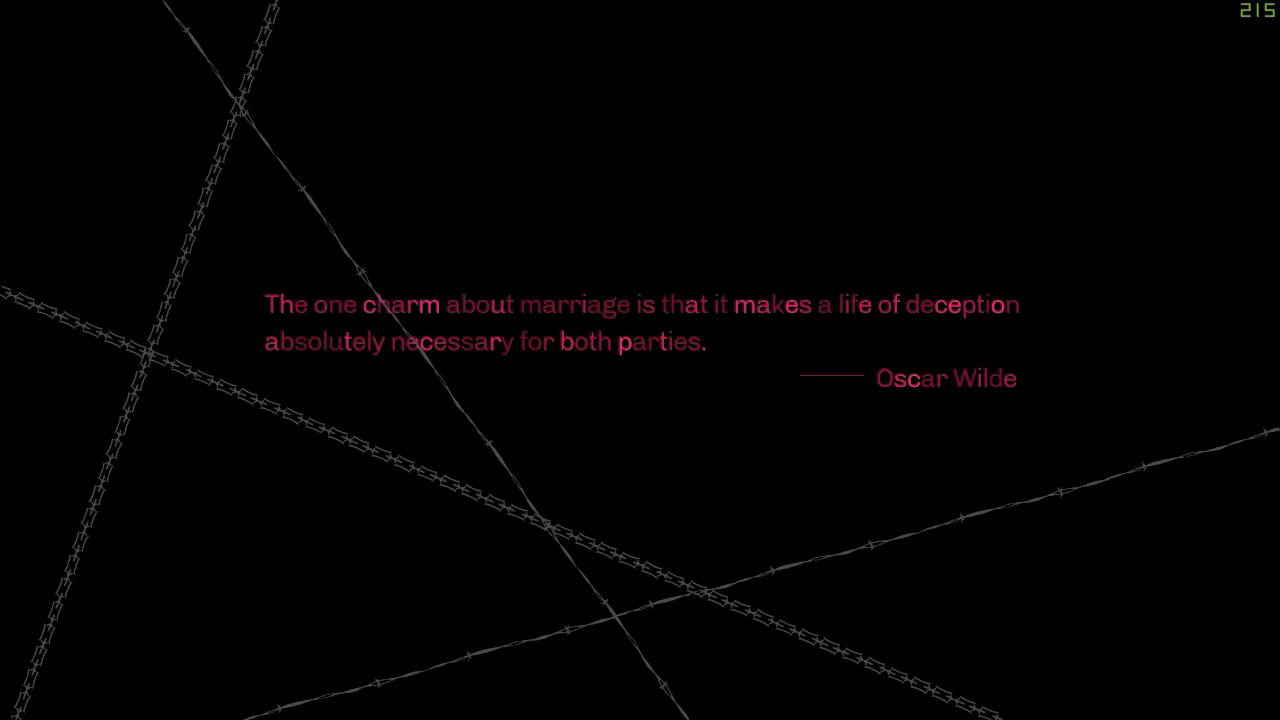 215
The one charm about marriage is that it makes a life of deception
absolutely necessary for both parties.
Oscar Wilde